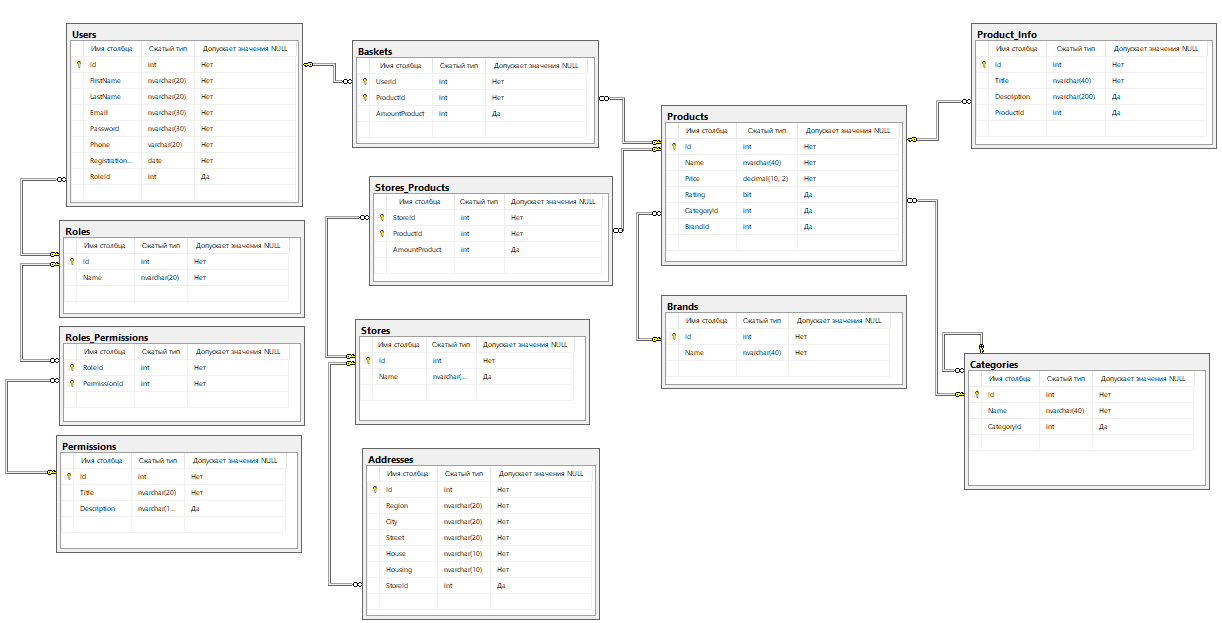 Users
Имя столбца Сжатый тип Допускает значения NULL
Id int Нет
FirstName nvarchar(20) Нет
LastName nvarchar(20) Нет
Email nvarchar(30) Нет
Password nvarchar(30) Нет
Phone varchar(20) Нет
Registration... date Нет
RoleId int Да
Roles
Имя столбца Сжатый тип Допускает значения NULL
Id int Нет
Name nvarchar(20) Нет
Roles_Permissions
Имя столбца Сжатый тип Допускает значения NULL
RoleId int Нет
PermissionId int Нет
Permissions
Имя столбца Сжатый тип Допускает значения NULL
Id int Нет
Title nvarchar(20) Нет
Description nvarchar(1... Да
Baskets
Имя столбца Сжатый тип Допускает значения NULL
UserId int Нет
ProductId int Нет
AmountProduct int Да
Stores_Products
Имя столбца Сжатый тип Допускает значения NULL
StoreId int Нет
ProductId int Нет
AmountProduct int Да
Stores
Имя столбца Сжатый тип Допускает значения NULL
Id int Нет
Name nvarchar(... Да
Addresses
Имя столбца Сжатый тип Допускает значения NULL
Id int Нет
Region nvarchar(20) Нет
City nvarchar(20) Нет
Street nvarchar(20) Нет
House nvarchar(10) Нет
Housing nvarchar(10) Нет
StoreId int Да
Products
Имя столбца Сжатый тип Допускает значения NULL
Id int Нет
Name nvarchar(40) Нет
Price decimal(10, 2) Нет
Rating bit Да
CategoryId int Да
BrandId int Да
Brands
Имя столбца Сжатый тип Допускает значения NULL
Id int Нет
Name nvarchar(40) Нет
Product_Info
Имя столбца Сжатый тип Допускает значения NULL
Id int Нет
Title nvarchar(40) Нет
Description nvarchar(200) Да
ProductId int Да
Categories
Имя столбца Сжатый тип Допускает значения NULL
Id int Нет
Name nvarchar(40) Нет
CategoryId int Да